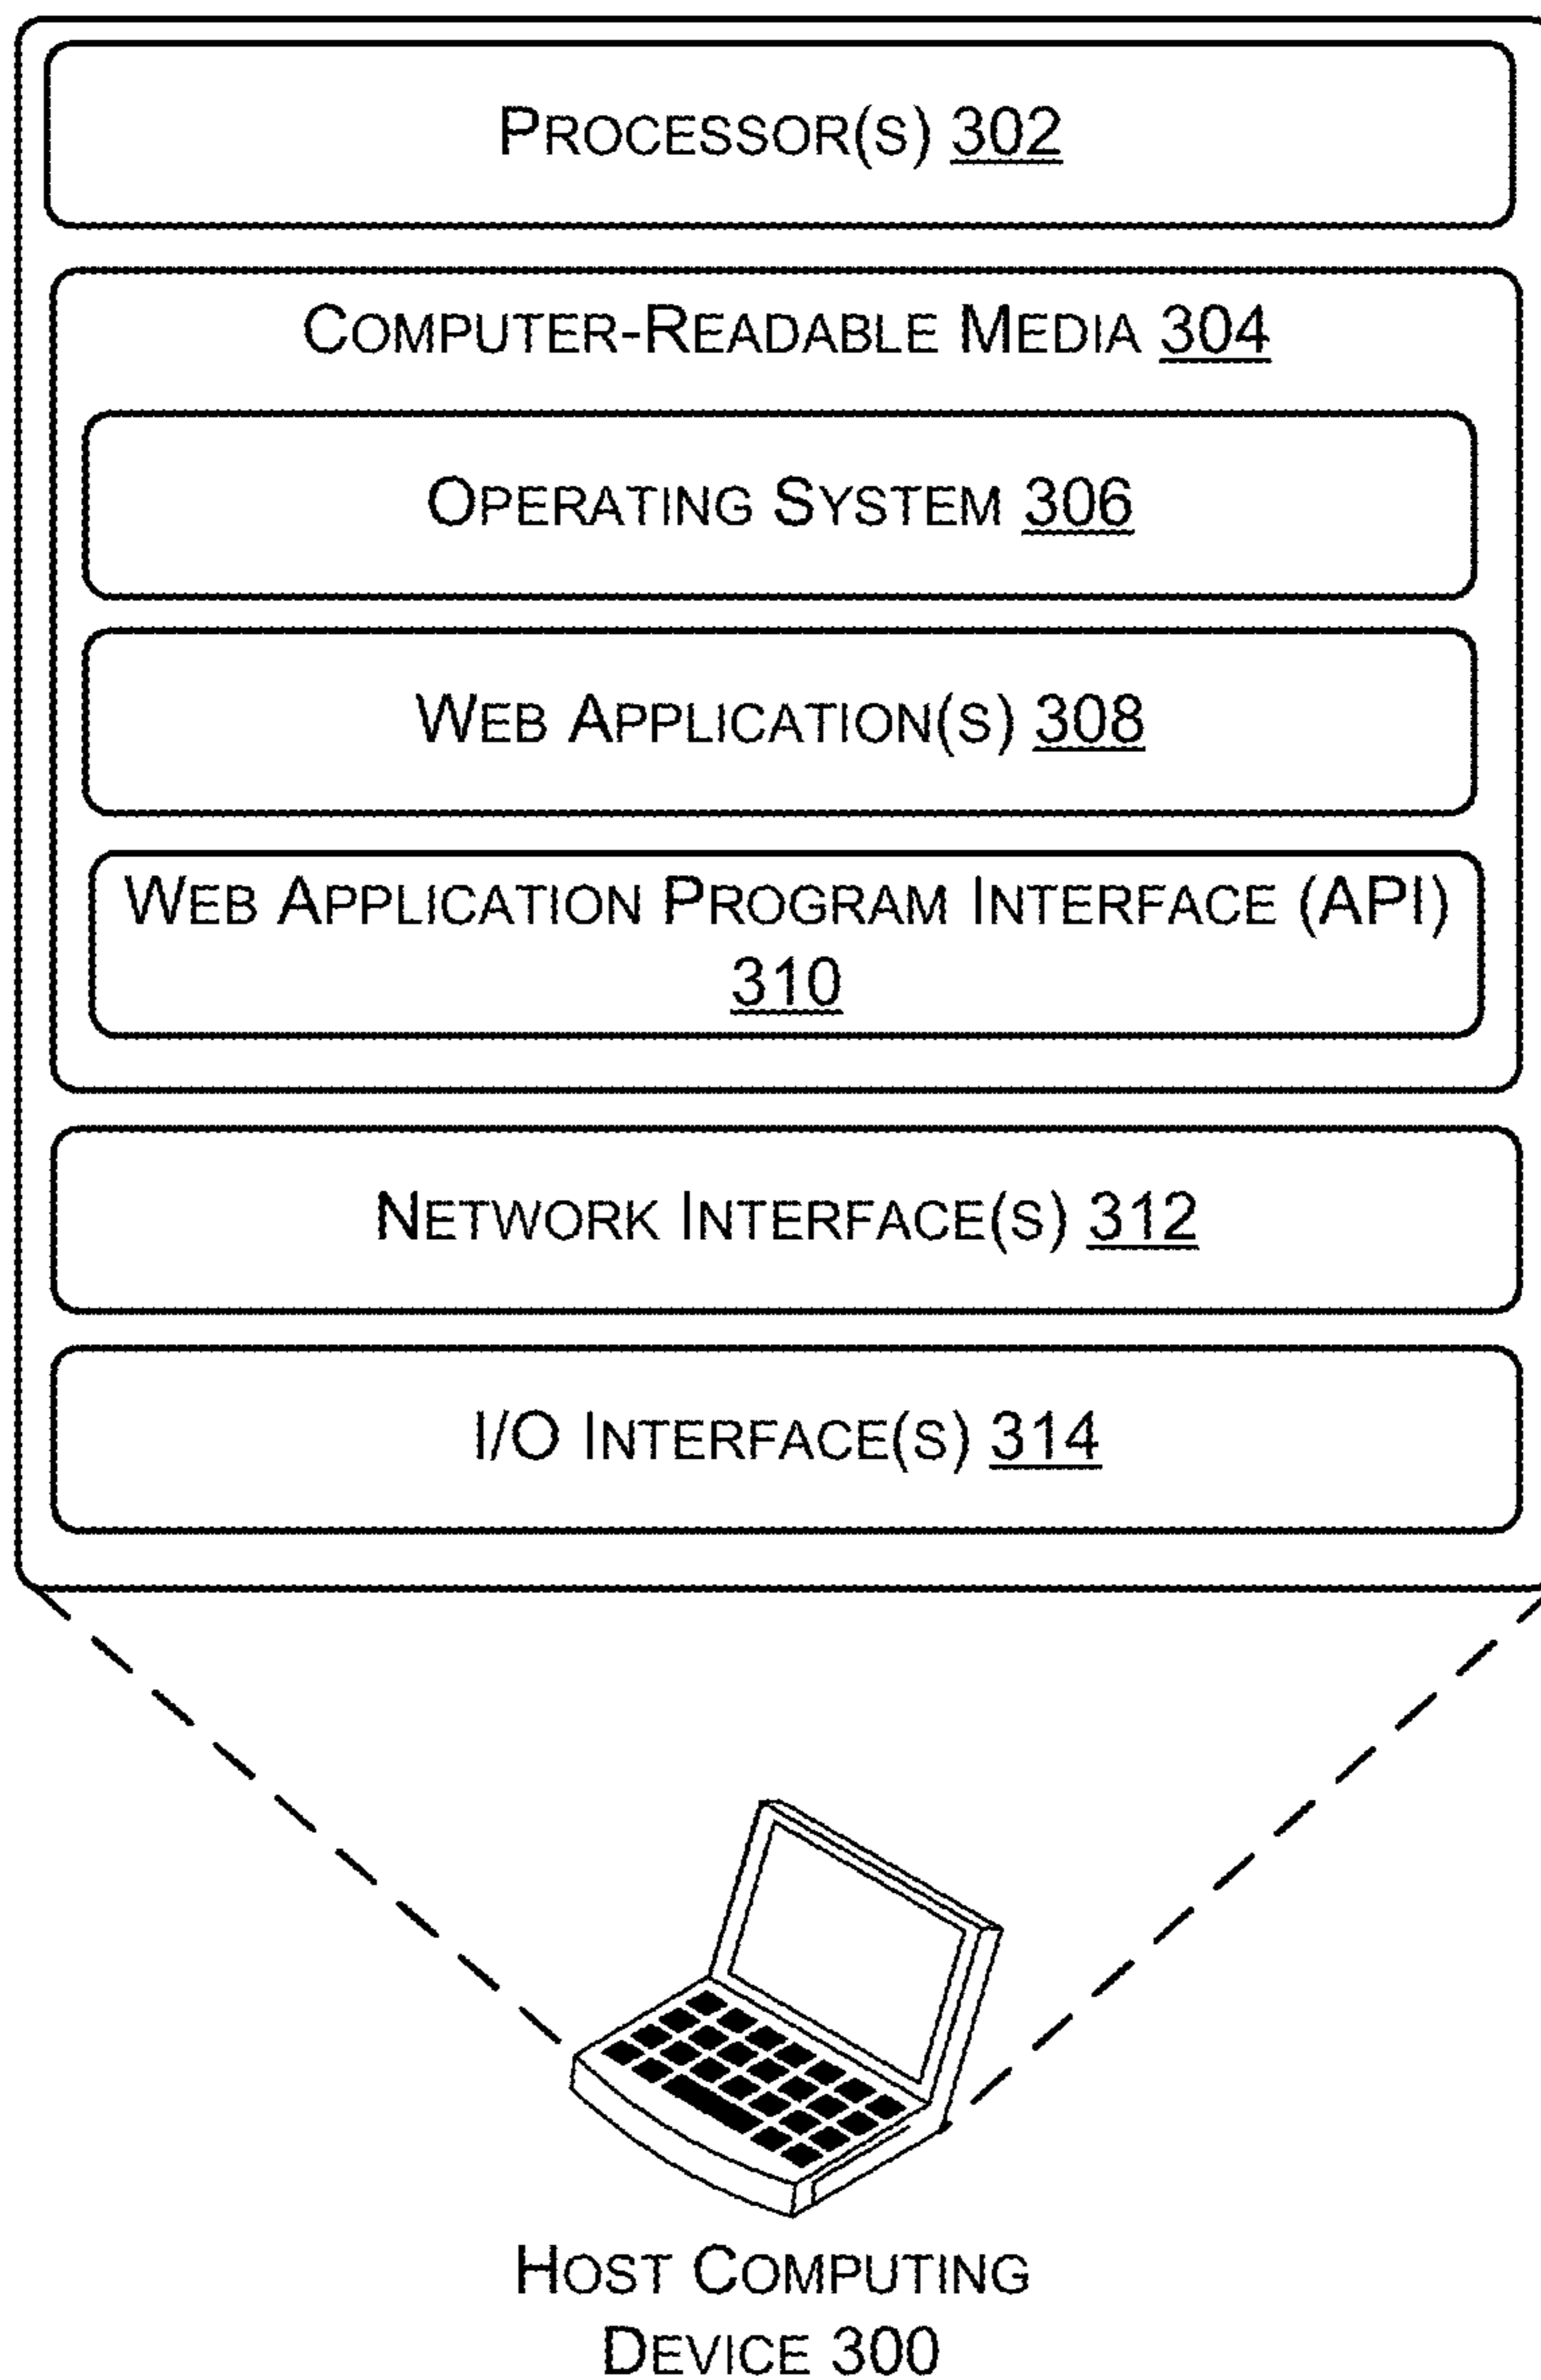 PROCESSOR(S) 302
COMPUTER-READABLE MEDIA 304
OPERATING SYSTEM 306
WEB APPLICATION(S) 308
WEB APPLICATION PROGRAM INTERFACE (API)
310
NETWORK INTERFACE(S) 312
I/O INTERFACE(S) 314
HOST COMPUTING
DEVICE 300